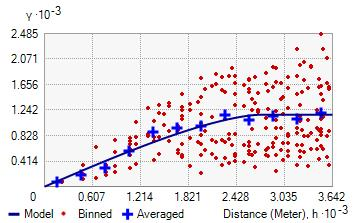 γ ·10⁻³
2.485
2.071
1.656
1.242
0.828
0.414
0 0.607 1.214 1.821 2.428 3.035 3.642
Model Binned Averaged Distance (Meter), h ·10⁻³